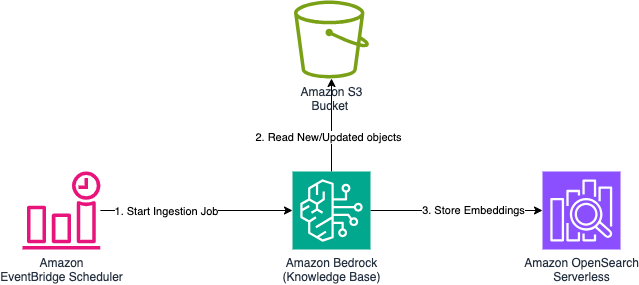 Amazon S3
Bucket
2. Read New/Updated objects
1. Start Ingestion Job
3. Store Embeddings
Amazon
EventBridge Scheduler
Amazon Bedrock
(Knowledge Base)
Amazon OpenSearch
Serverless